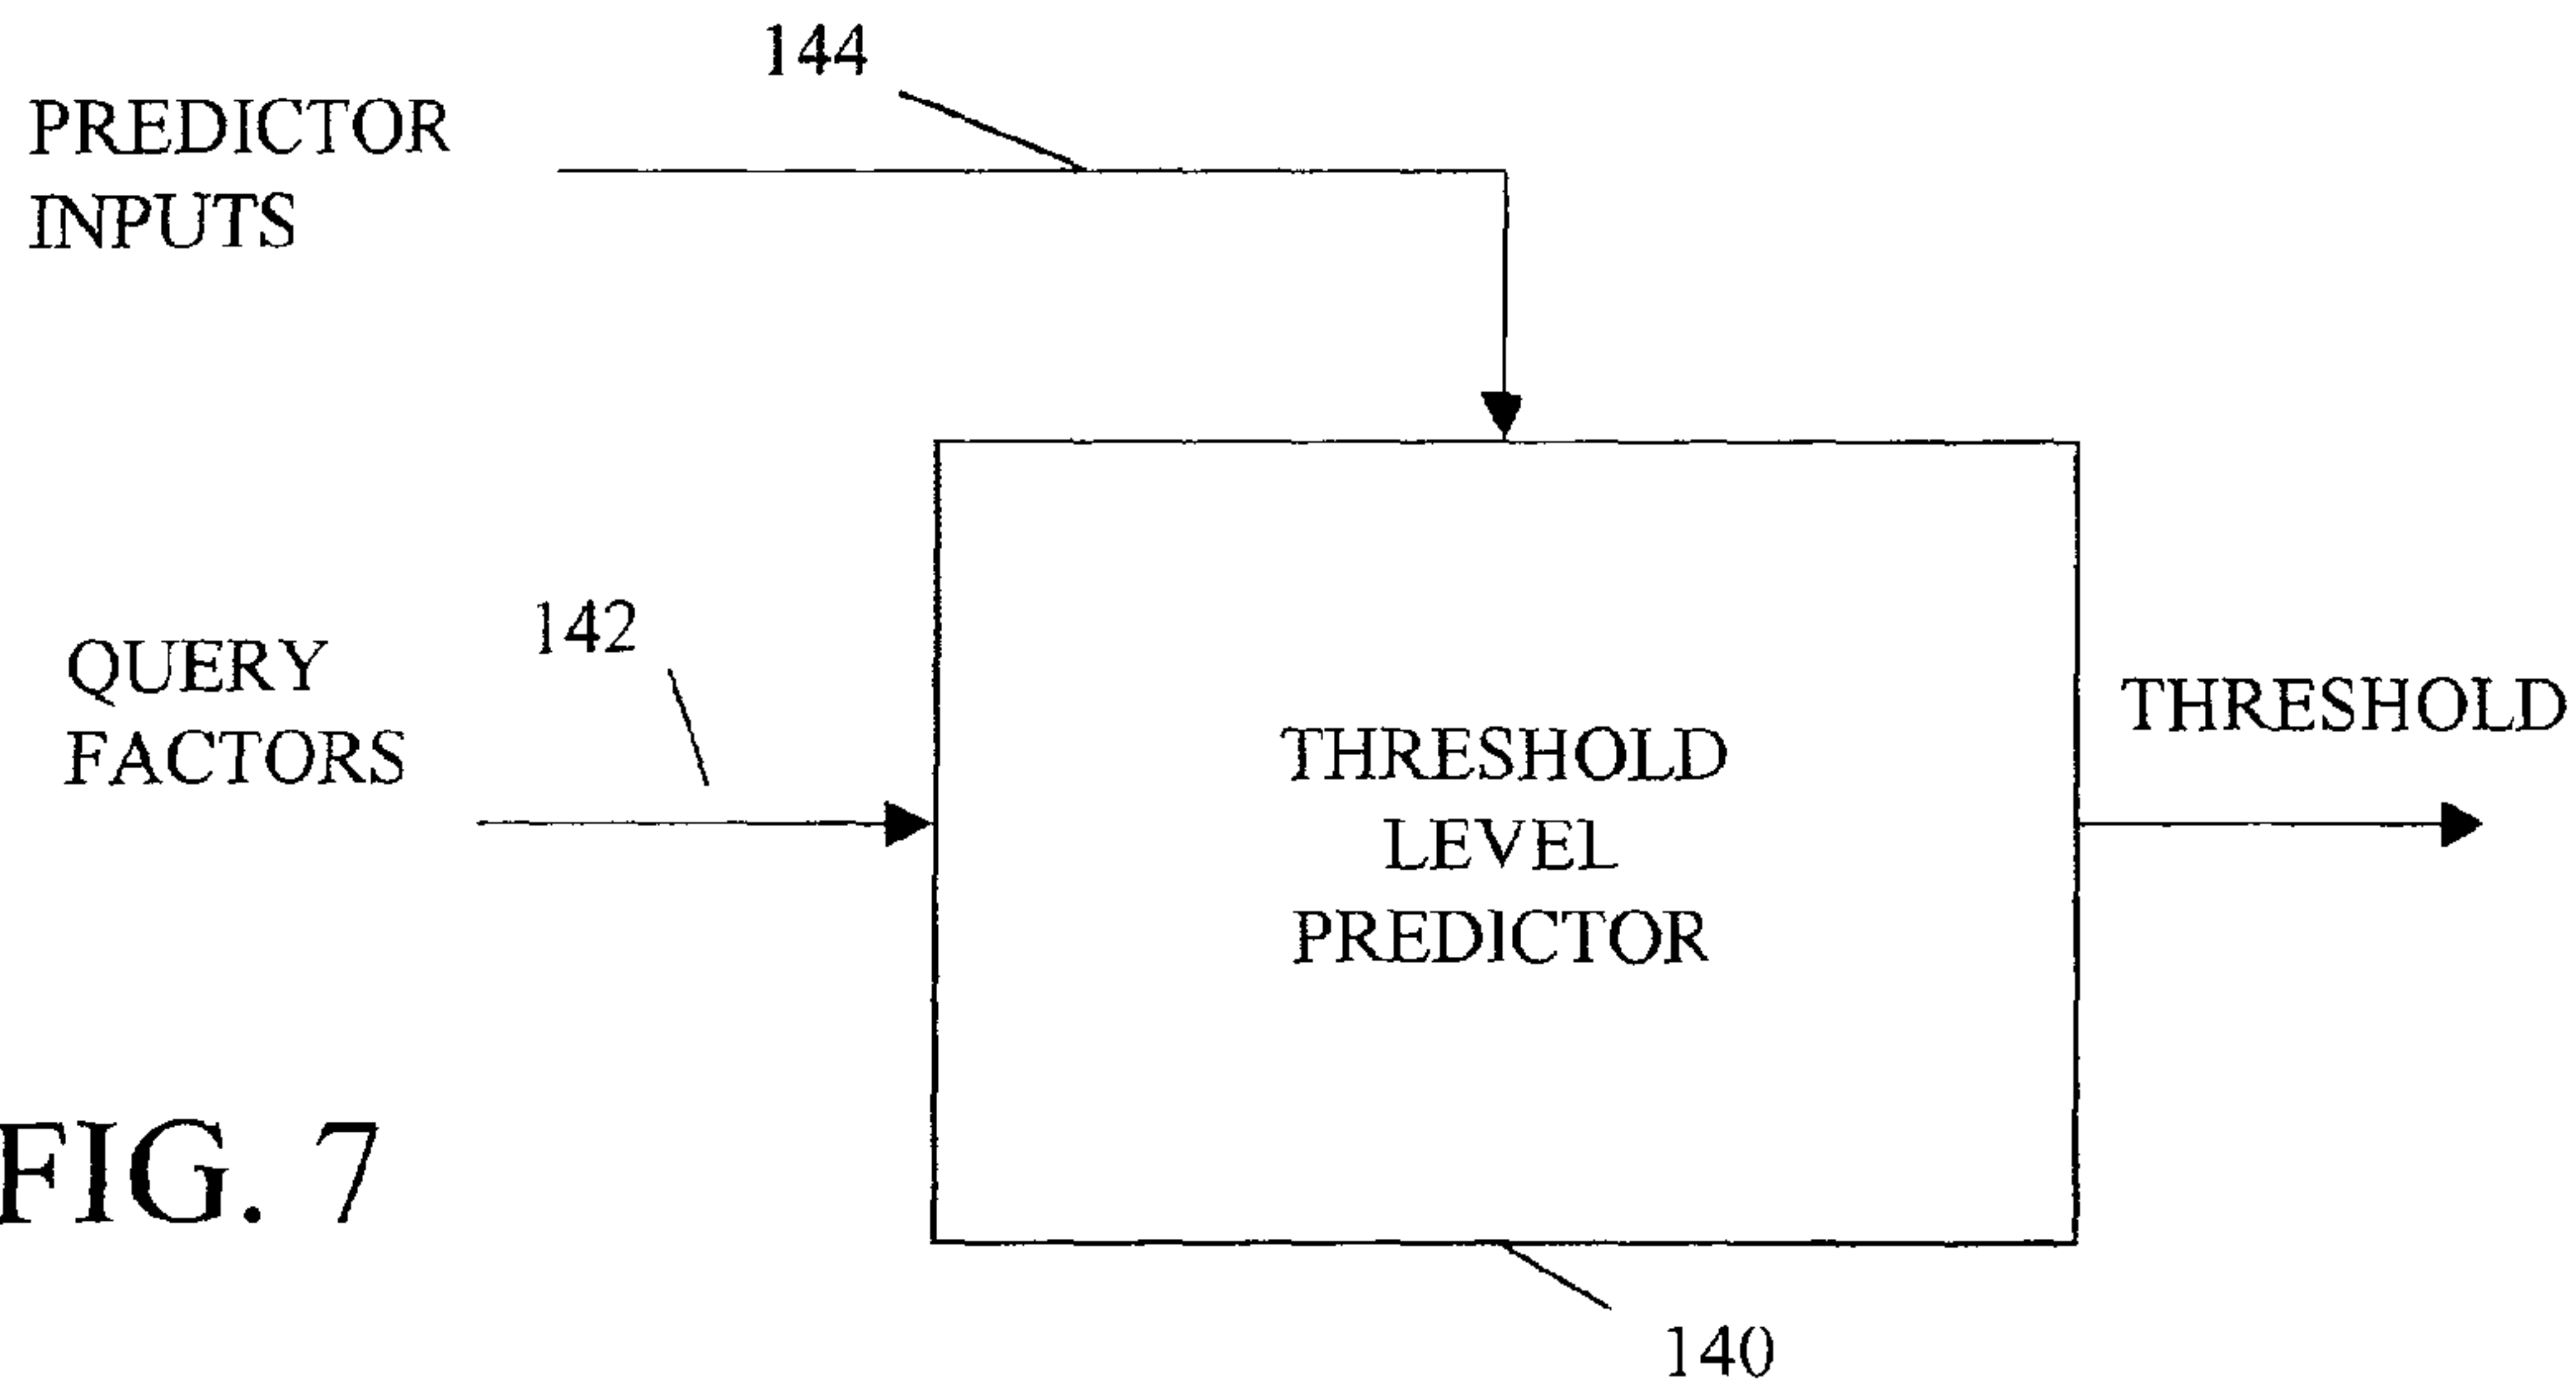 144
PREDICTOR
INPUTS
142
QUERY
FACTORS
THRESHOLD
LEVEL
PREDICTOR
THRESHOLD
FIG. 7
140